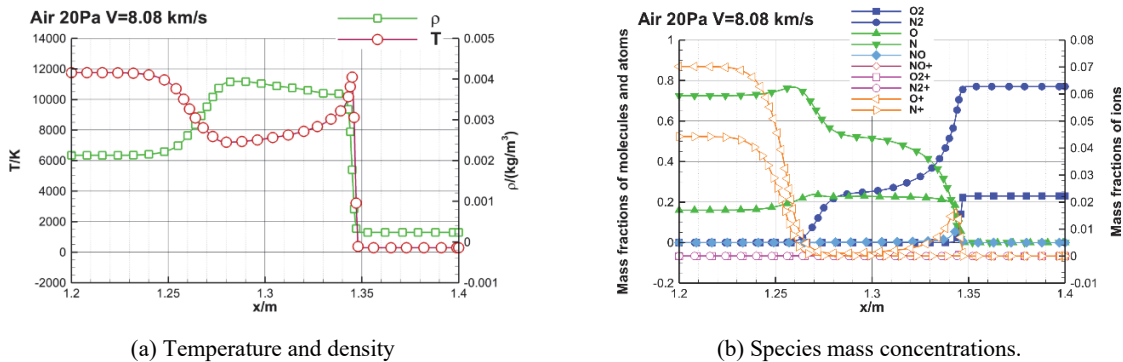 Air 20Pa V=8.08 km/s
ρ
T
14000
12000
10000
8000
6000
4000
2000
0
-2000
T/K
0.005
0.004
0.003
0.002
0.001
0
-0.001
ρ/(kg/m³)
1.2
1.25
1.3
1.35
1.4
x/m
(a) Temperature and density
Air 20Pa V=8.08 km/s
O2
N2
O
N
NO
NO+
O2+
N2+
O+
N+
1
0.8
0.6
0.4
0.2
0
-0.2
Mass fractions of molecules and atoms
0.08
0.07
0.06
0.05
0.04
0.03
0.02
0.01
0
-0.01
Mass fractions of ions
1.2
1.25
1.3
1.35
1.4
x/m
(b) Species mass concentrations.